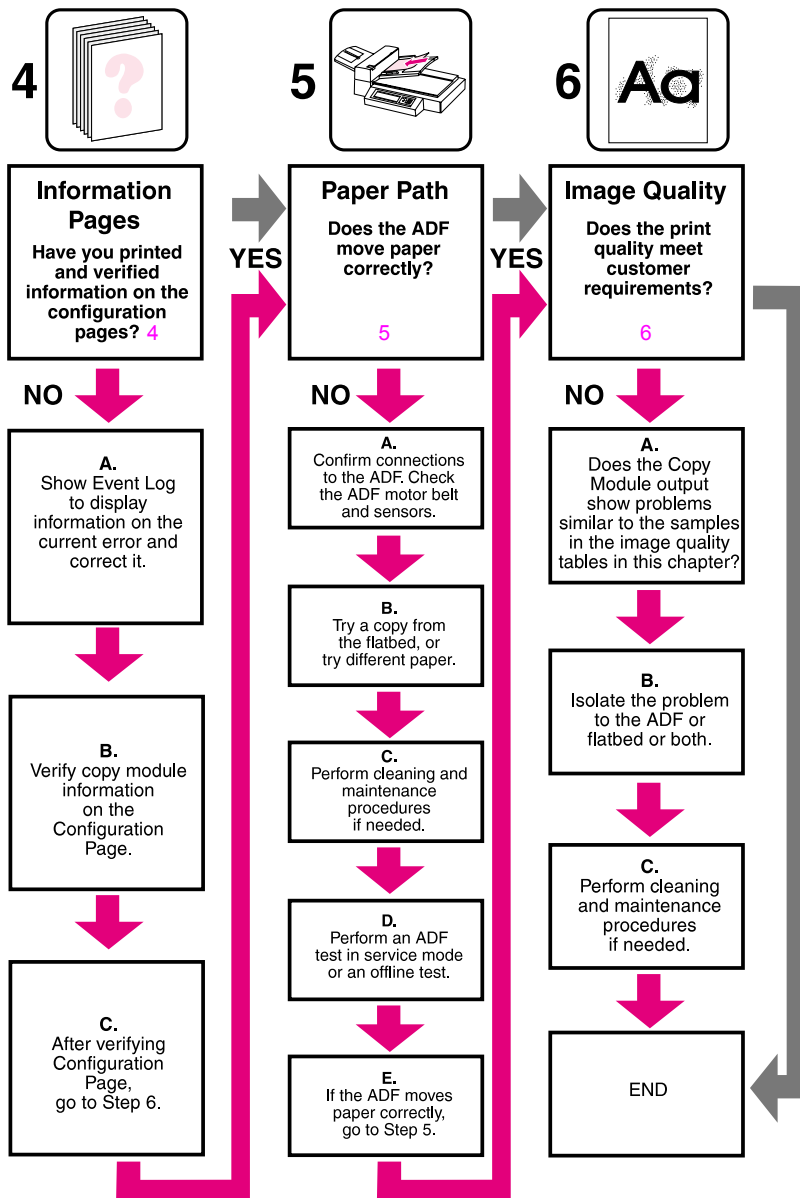 4
?
Information
Pages
Have you printed
and verified
information on the
configuration
pages? 4
NO
A.
Show Event Log
to display
information on the
current error and
correct it.
B.
Verify copy module
information
on the
Configuration
Page.
C.
After verifying
Configuration
Page,
go to Step 6.
YES
5
Paper Path
Does the ADF
move paper
correctly?
5
NO
A.
Confirm connections
to the ADF. Check
the ADF motor belt
and sensors.
B.
Try a copy from
the flatbed, or
try different paper.
C.
Perform cleaning and
maintenance
procedures
if needed.
D.
Perform an ADF
test in service mode
or an offline test.
E.
If the ADF moves
paper correctly,
go to Step 5.
YES
6
Aa
Image Quality
Does the print
quality meet
customer
requirements?
6
NO
A.
Does the Copy
Module output
show problems
similar to the samples
in the image quality
tables in this chapter?
B.
Isolate the problem
to the ADF or
flatbed or both.
C.
Perform cleaning
and maintenance
procedures
if needed.
END